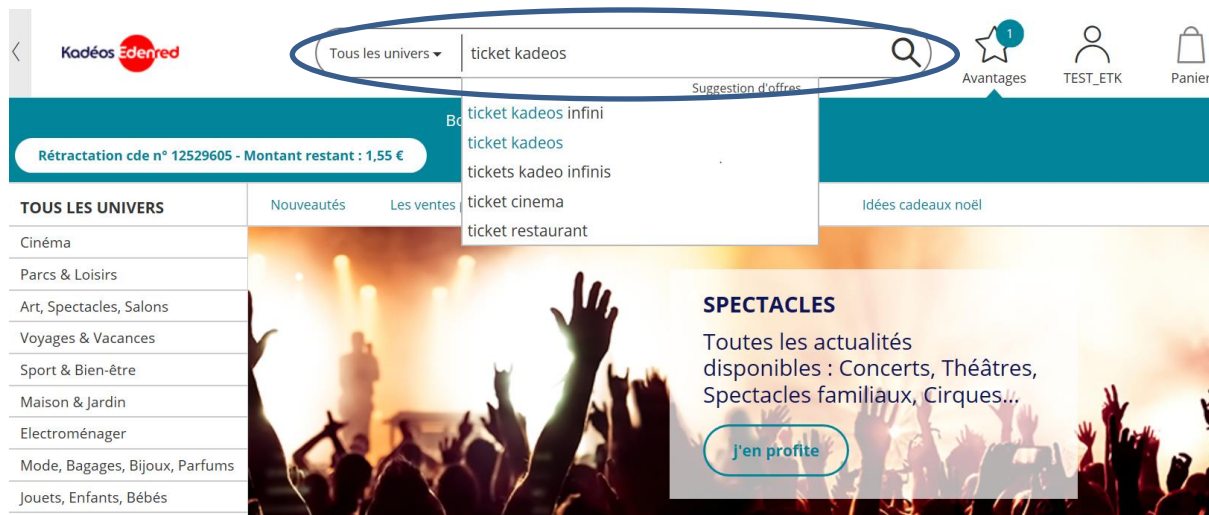 Kadéos Edenred
Tous les univers
ticket kadeos
1
Avantages
TEST_ETK
Panier
Suggestion d'offres
ticket kadeos infini
ticket kadeos
tickets kadeo infinis
ticket cinema
ticket restaurant
Rétractation cde n° 12529605 - Montant restant : 1,55 €
TOUS LES UNIVERS
Nouveautés
Les ventes
Idées cadeaux noël
Cinéma
Parcs & Loisirs
Art, Spectacles, Salons
Voyages & Vacances
Sport & Bien-être
Maison & Jardin
Electroménager
Mode, Bagages, Bijoux, Parfums
Jouets, Enfants, Bébés
SPECTACLES
Toutes les actualités
disponibles : Concerts, Théâtres,
Spectacles familiaux, Cirques...
j'en profite